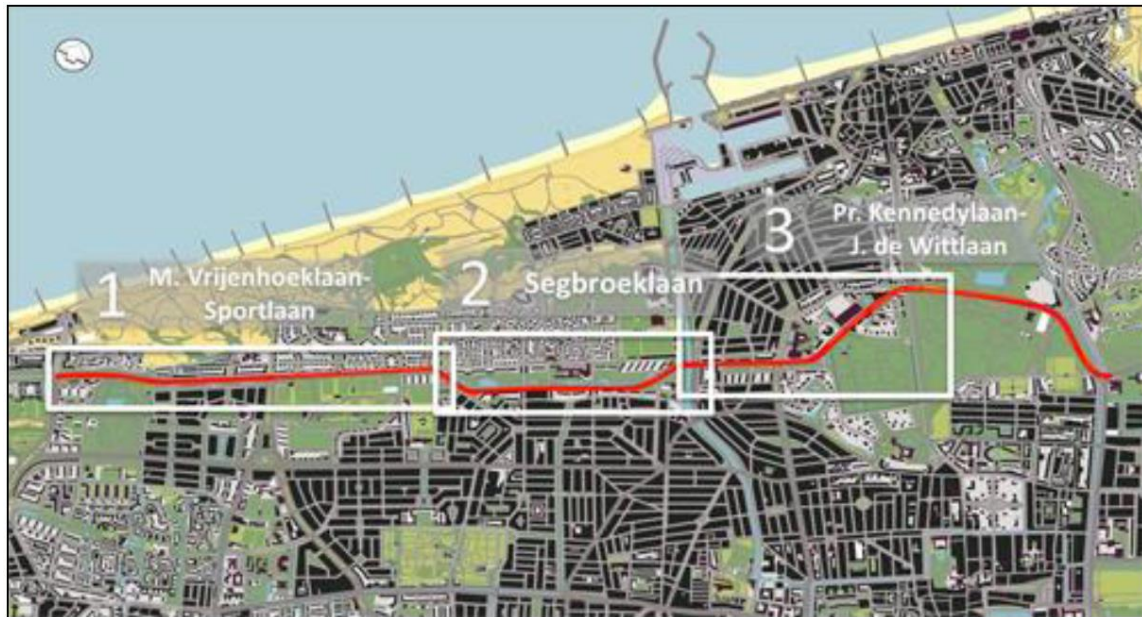 1
M. Vrijenhoeklaan-
Sportlaan
2
Segbroeklaan
3
Pr. Kennedylaan-
J. de Wittlaan